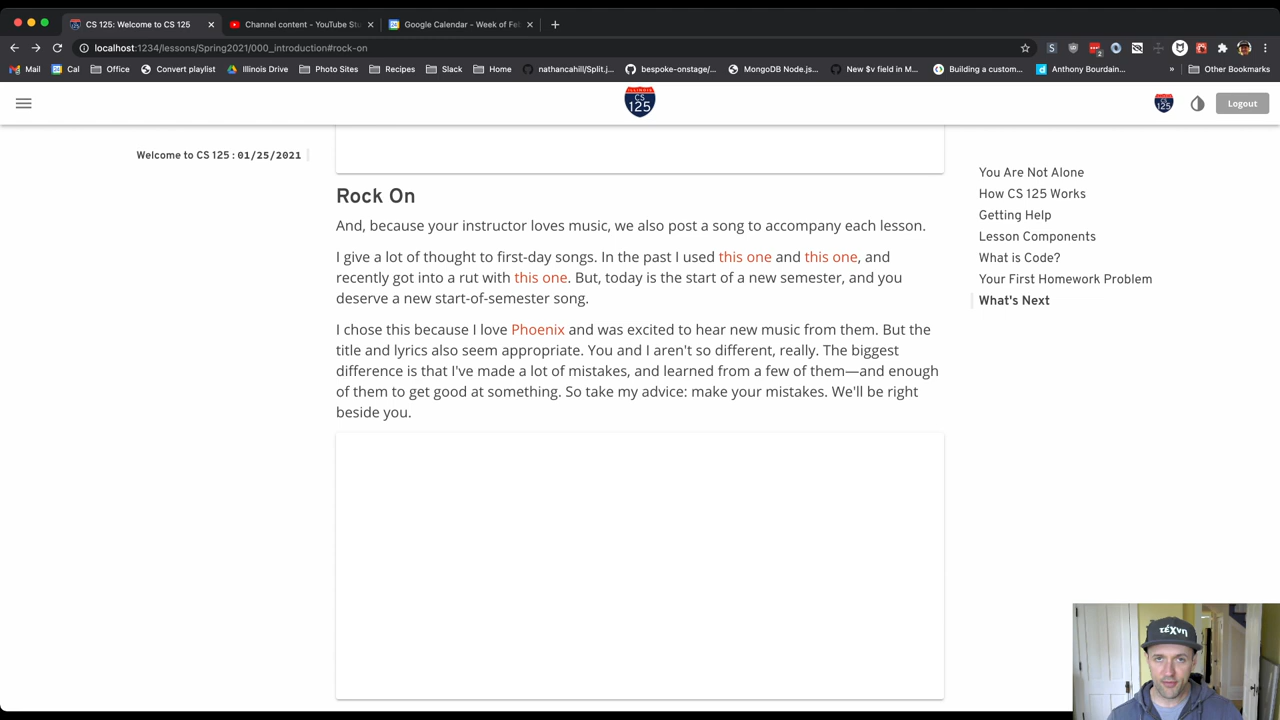 CS 125: Welcome to CS 125
Channel content - YouTube Stu
Google Calendar - Week of Feb
localhost:1234/lessons/Spring2021/000_introduction#rock-on
Mail
Cal
Office
Convert playlist
Illinois Drive
Photo Sites
Recipes
Slack
Home
nathancahill/Split.j...
bespoke-onstage/...
MongoDB Node.js...
New $v field in M...
Building a custom...
Anthony Bourdain...
»
Other Bookmarks
ILLINOIS
CS
125
CS
125
Logout
Welcome to CS 125 : 01/25/2021
Rock On
And, because your instructor loves music, we also post a song to accompany each lesson.
I give a lot of thought to first-day songs. In the past I used this one and this one, and
recently got into a rut with this one. But, today is the start of a new semester, and you
deserve a new start-of-semester song.
I chose this because I love Phoenix and was excited to hear new music from them. But the
title and lyrics also seem appropriate. You and I aren't so different, really. The biggest
difference is that I've made a lot of mistakes, and learned from a few of them—and enough
of them to get good at something. So take my advice: make your mistakes. We'll be right
beside you.
You Are Not Alone
How CS 125 Works
Getting Help
Lesson Components
What is Code?
Your First Homework Problem
What's Next
τέχνη